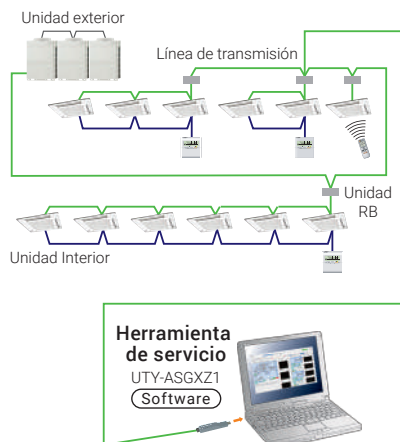 Unidad exterior
Línea de transmisión
Unidad
RB
Unidad Interior
Herramienta
de servicio
UTY-ASGXZ1
Software